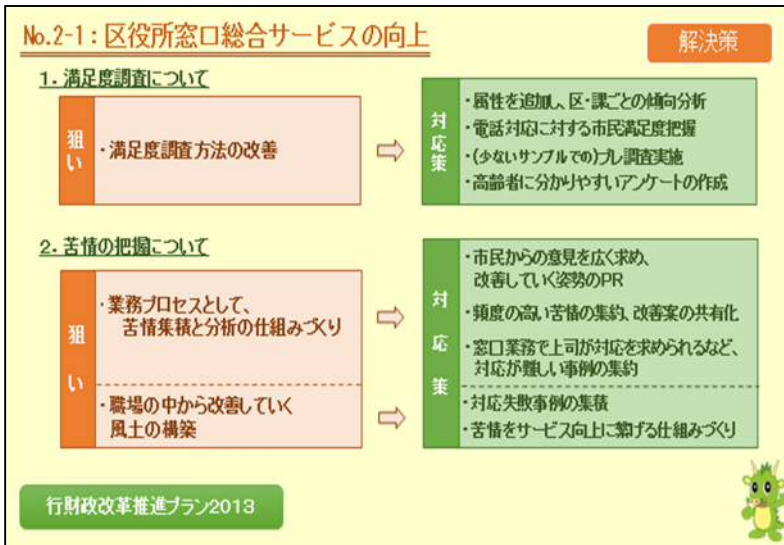 No.2-1：区役所窓口総合サービスの向上
解決策
1. 満足度調査について
狙い
・満足度調査方法の改善
対応策
・属性を追加し、区・課ごとの傾向分析
・電話対応に対する市民満足度把握
・(少ないサンプルでの)プレ調査実施
・高齢者に分かりやすいアンケートの作成
2. 苦情の把握について
狙い
・業務プロセスとして、
苦情集積と分析の仕組みづくり
・職場の中から改善していく
風土の構築
対応策
・市民からの意見を広く求め、
改善していく姿勢のPR
・頻度の高い苦情の集約、改善案の共有化
・窓口業務で上司が対応を求められるなど、
対応が難しい事例の集約
・対応失敗事例の集積
・苦情をサービス向上に繋げる仕組みづくり
行財政改革推進プラン2013